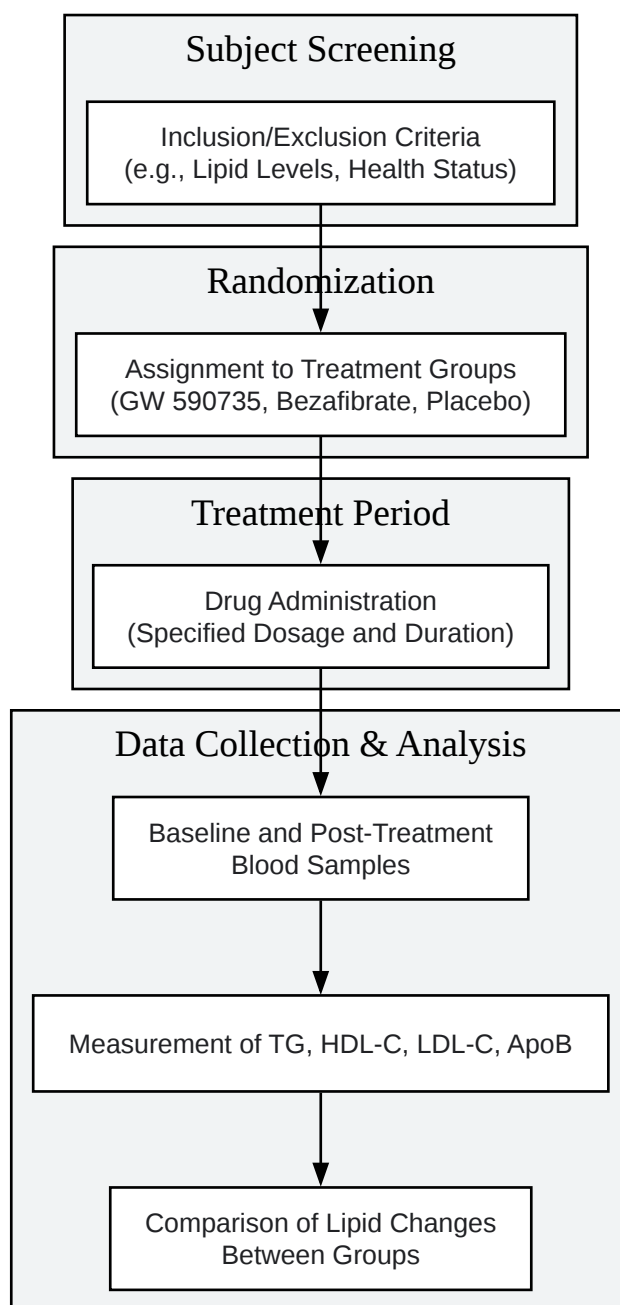 Subject Screening
Inclusion/Exclusion Criteria
(e.g., Lipid Levels, Health Status)
Randomization
Assignment to Treatment Groups
(GW 590735, Bezafibrate, Placebo)
Treatment Period
Drug Administration
(Specified Dosage and Duration)
Data Collection & Analysis
Baseline and Post-Treatment
Blood Samples
Measurement of TG, HDL-C, LDL-C, ApoB
Comparison of Lipid Changes
Between Groups